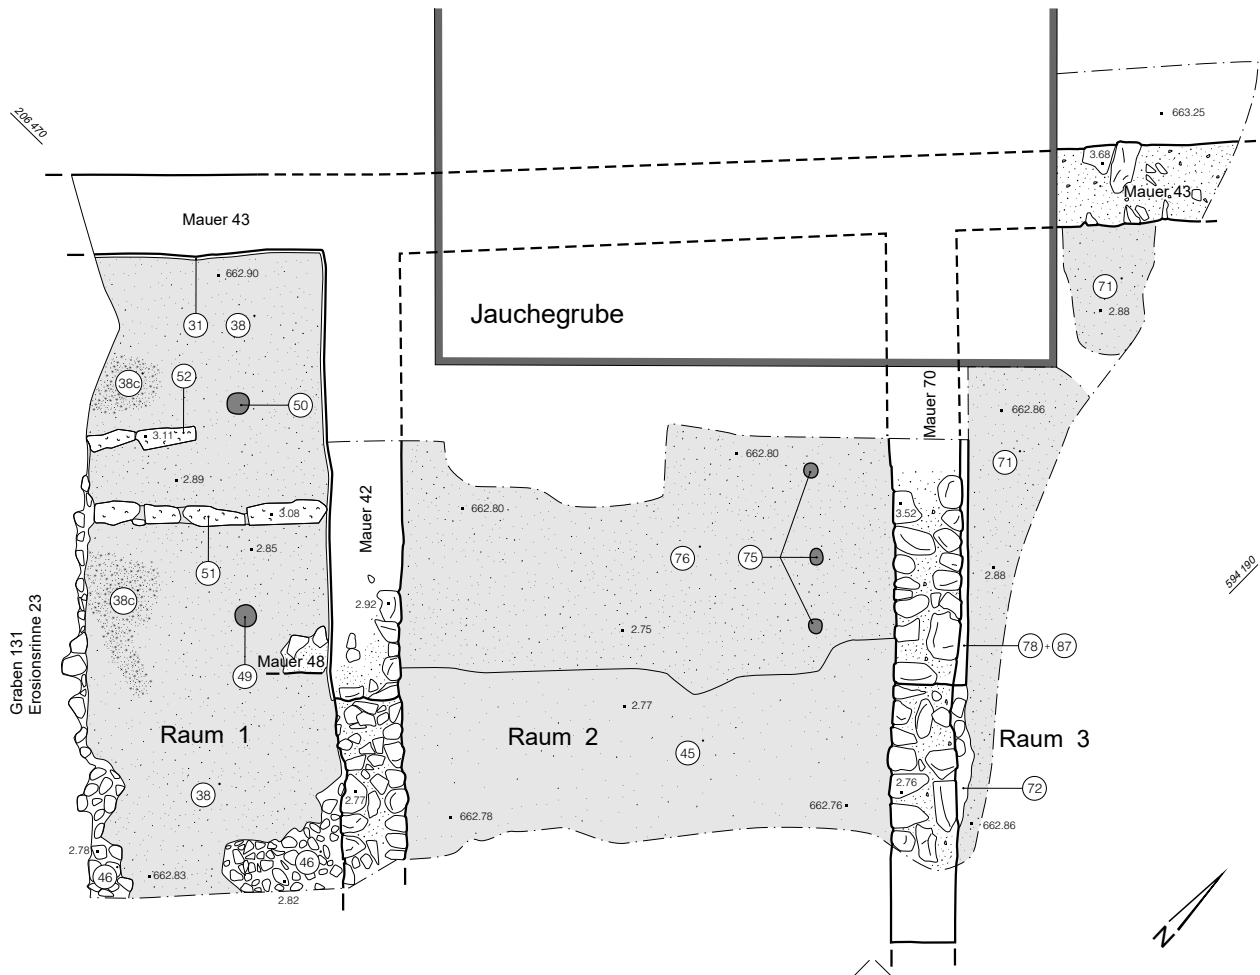 206 470
663.25
3.68
Mauer 43
Mauer 43
662.90
31
38
Jauchegrube
71
2.88
38c
52
50
662.86
3.11
Mauer 70
662.80
71
2.89
3.08
662.80
3.52
Mauer 42
2.85
76
75
51
2.88
594 190
38c
2.92
2.75
Graben 131
Erosionsrinne 23
49
Mauer 48
78 + 87
2.77
Raum 1
Raum 2
45
Raum 3
38
2.77
2.76
72
662.76
662.78
662.86
2.78
46
46
662.83
2.82
N